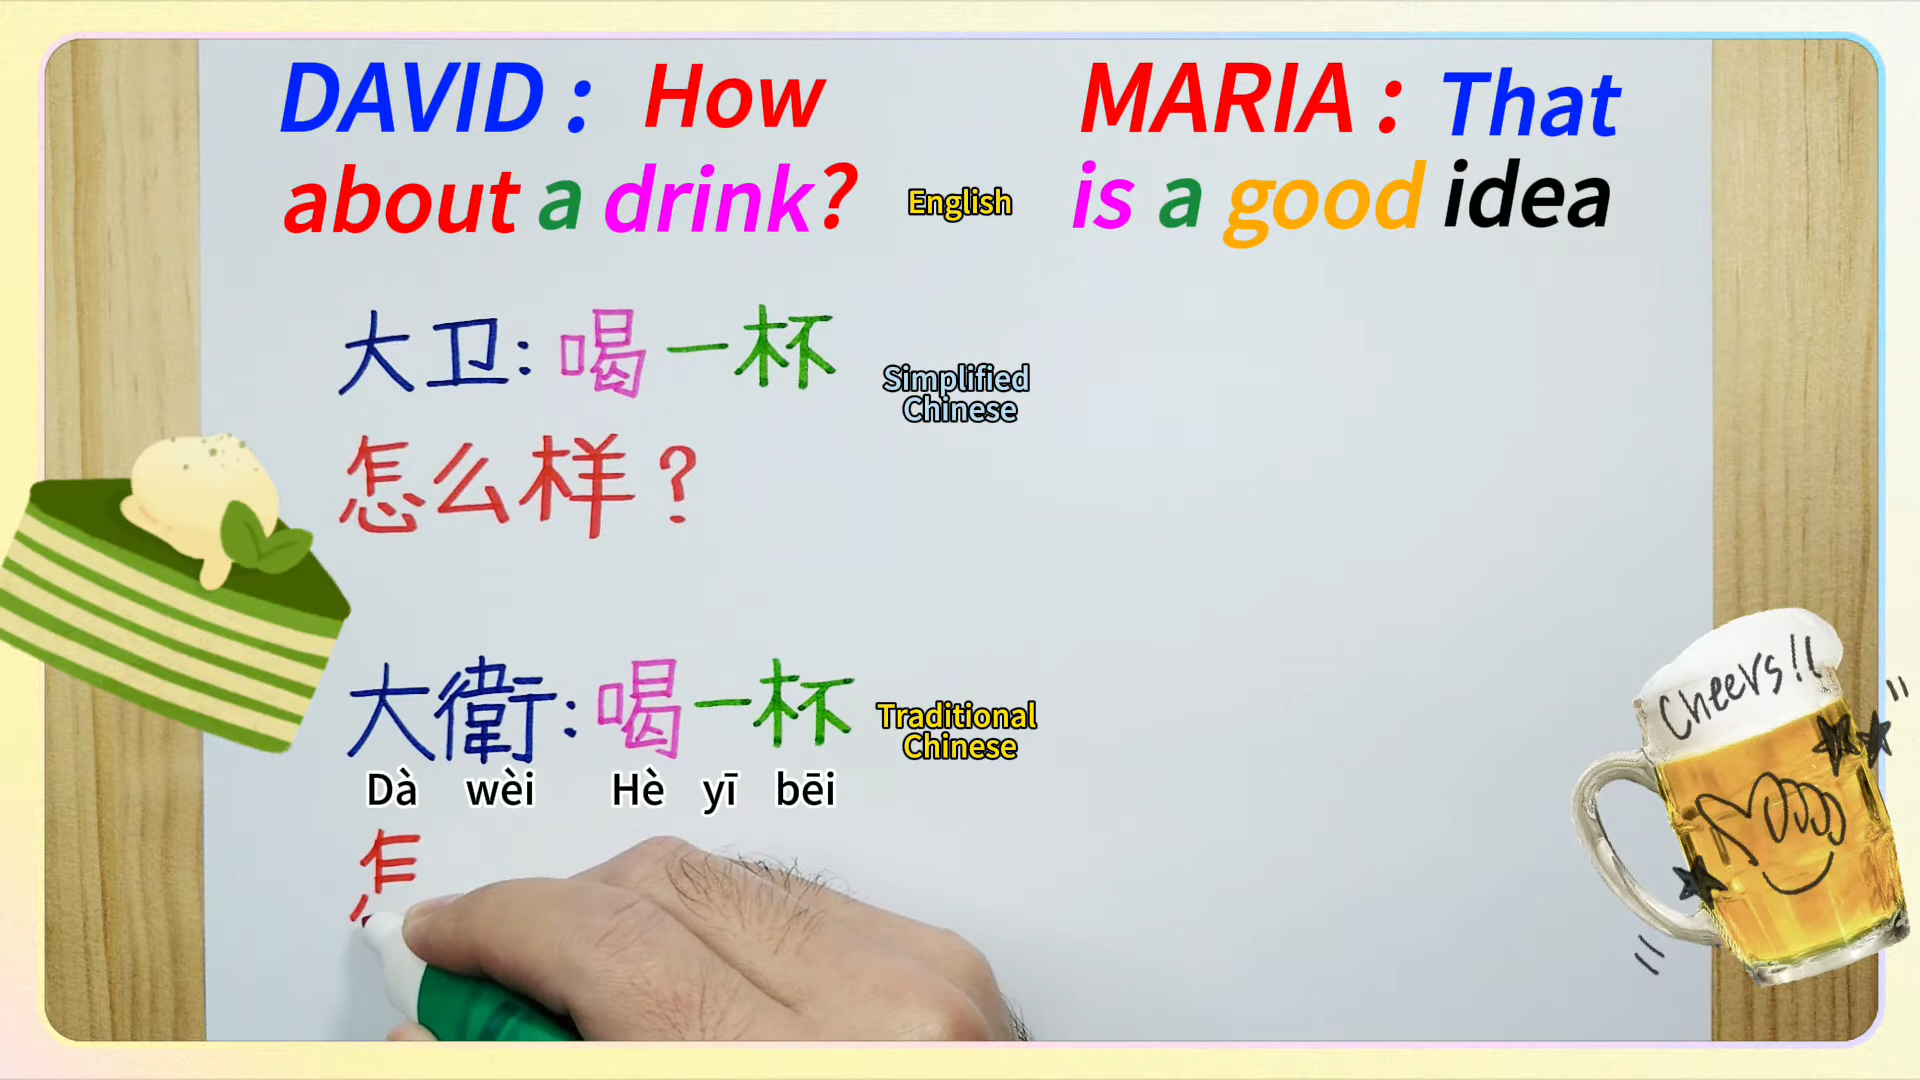 DAVID : How
about a drink?
English
MARIA : That
is a good idea
大卫: 喝一杯
怎么样?
Simplified
Chinese
大衛: 喝一杯
Dà wèi Hè yī bēi
Traditional
Chinese
Cheers!!